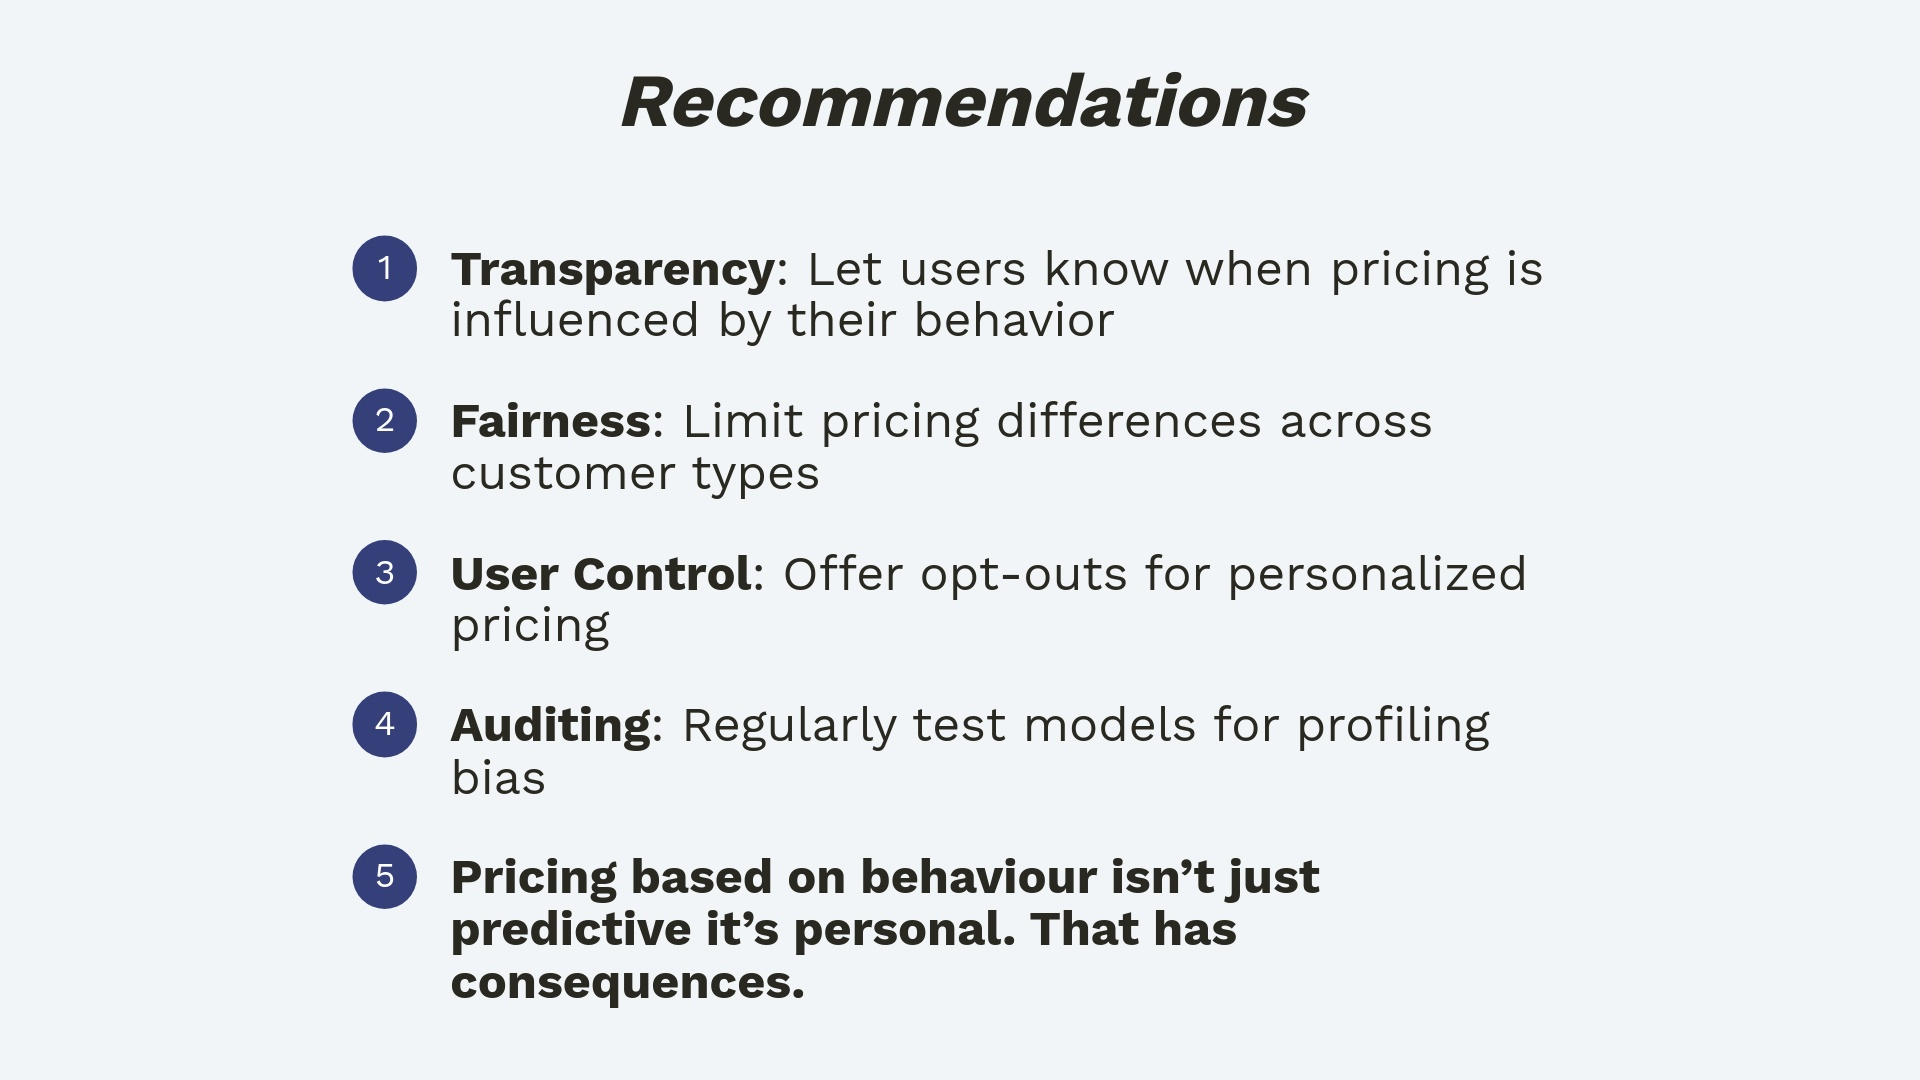 Recommendations
1 Transparency: Let users know when pricing is
influenced by their behavior
2 Fairness: Limit pricing differences across
customer types
3 User Control: Offer opt-outs for personalized
pricing
4 Auditing: Regularly test models for profiling
bias
5 Pricing based on behaviour isn’t just
predictive it’s personal. That has
consequences.